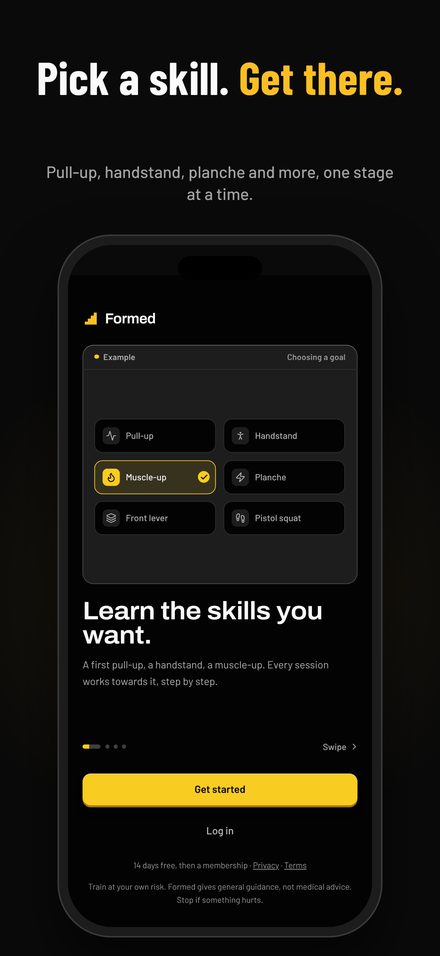 Pick a skill. Get there.
Pull-up, handstand, planche and more, one stage
at a time.
Formed
Example
Choosing a goal
Pull-up
Handstand
Muscle-up
Planche
Front lever
Pistol squat
Learn the skills you
want.
A first pull-up, a handstand, a muscle-up. Every session
works towards it, step by step.
Swipe
Get started
Log in
14 days free, then a membership · Privacy · Terms
Train at your own risk. Formed gives general guidance, not medical advice.
Stop if something hurts.